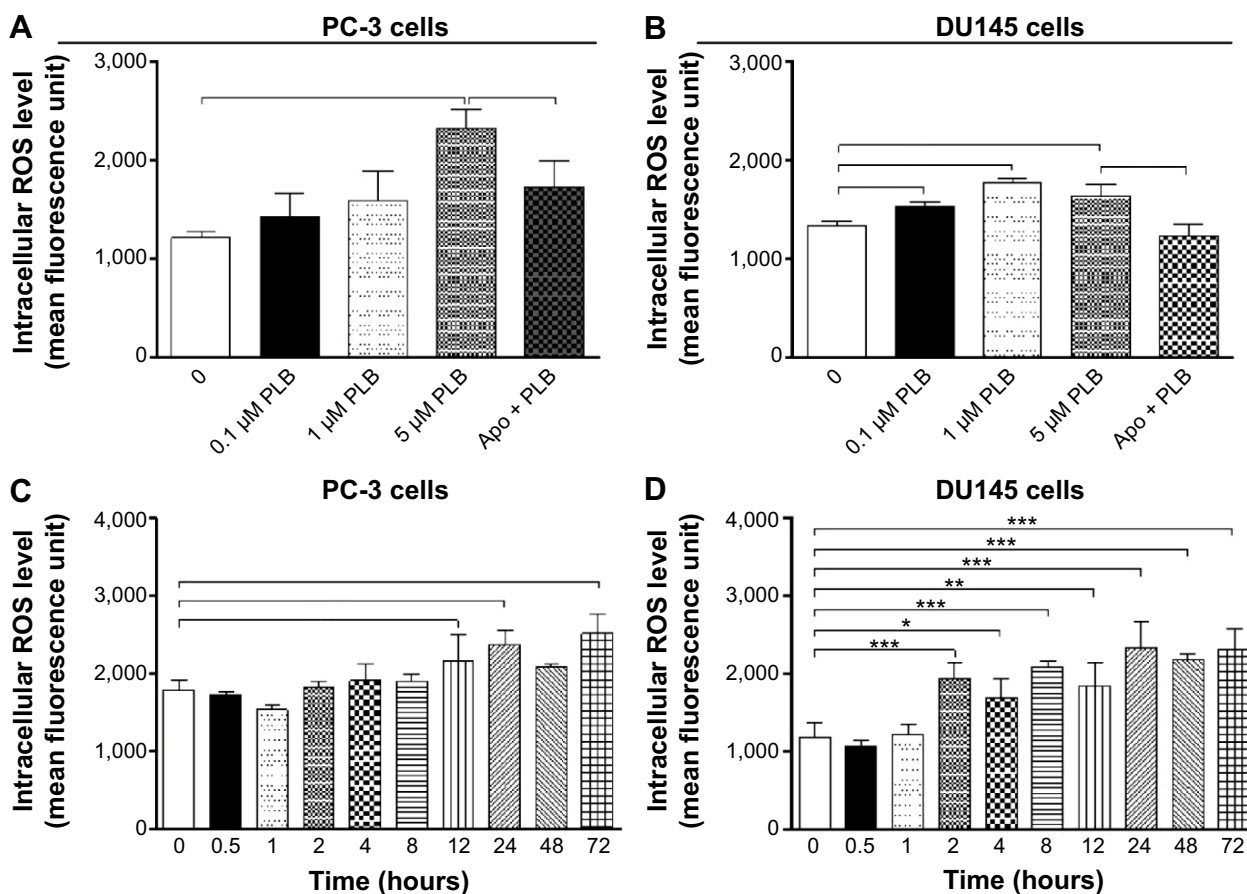 A
PC-3 cells
Intracellular ROS level
(mean fluorescence unit)
3,000
2,000
1,000
0
0
0.1 µM PLB
1 µM PLB
5 µM PLB
Apo + PLB
B
DU145 cells
Intracellular ROS level
(mean fluorescence unit)
3,000
2,000
1,000
0
0
0.1 µM PLB
1 µM PLB
5 µM PLB
Apo + PLB
C
PC-3 cells
Intracellular ROS level
(mean fluorescence unit)
4,000
3,000
2,000
1,000
0
0 0.5 1 2 4 8 12 24 48 72
Time (hours)
D
DU145 cells
Intracellular ROS level
(mean fluorescence unit)
4,000
3,000
2,000
1,000
0
***
***
***
**
***
*
***
0 0.5 1 2 4 8 12 24 48 72
Time (hours)